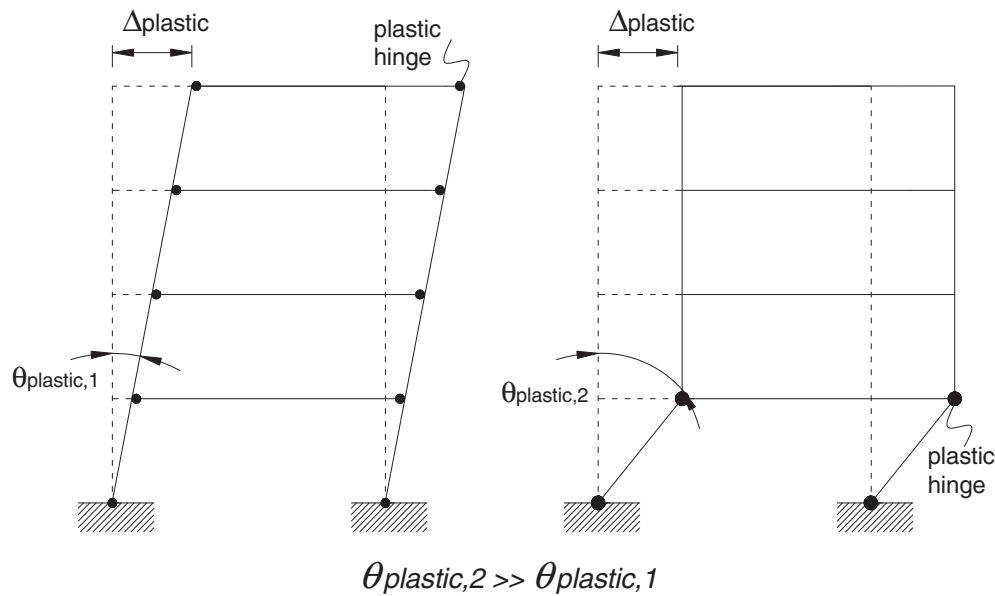 Δplastic
plastic
hinge
Δplastic
θplastic,1
θplastic,2
plastic
hinge
θplastic,2 >> θplastic,1